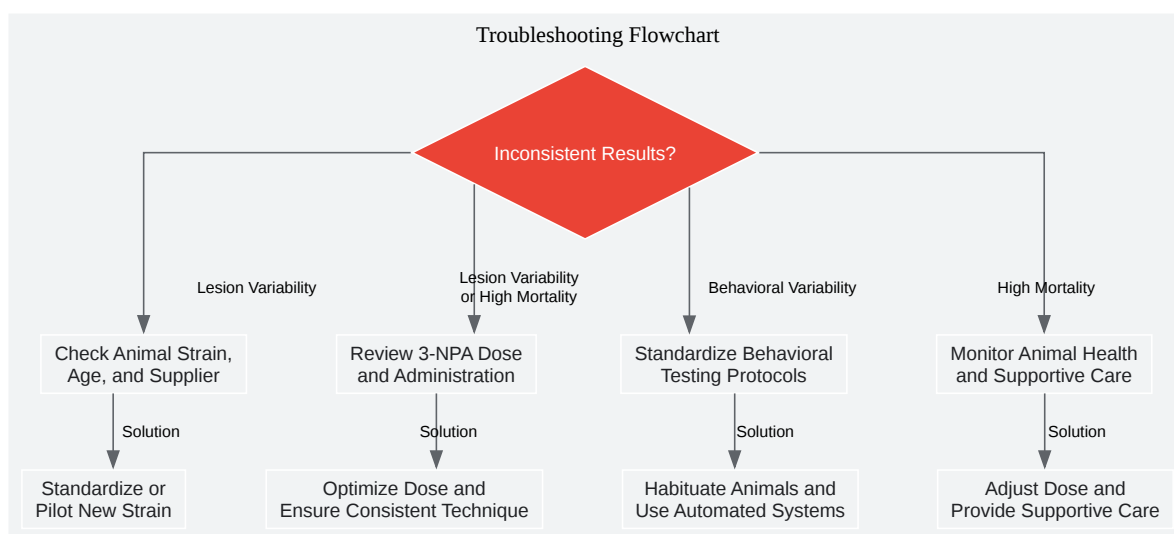 Troubleshooting Flowchart
Inconsistent Results?
Lesion Variability
Lesion Variability
or High Mortality
Behavioral Variability
High Mortality
Check Animal Strain,
Age, and Supplier
Review 3-NPA Dose
and Administration
Standardize Behavioral
Testing Protocols
Monitor Animal Health
and Supportive Care
Solution
Solution
Solution
Solution
Standardize or
Pilot New Strain
Optimize Dose and
Ensure Consistent Technique
Habituate Animals and
Use Automated Systems
Adjust Dose and
Provide Supportive Care